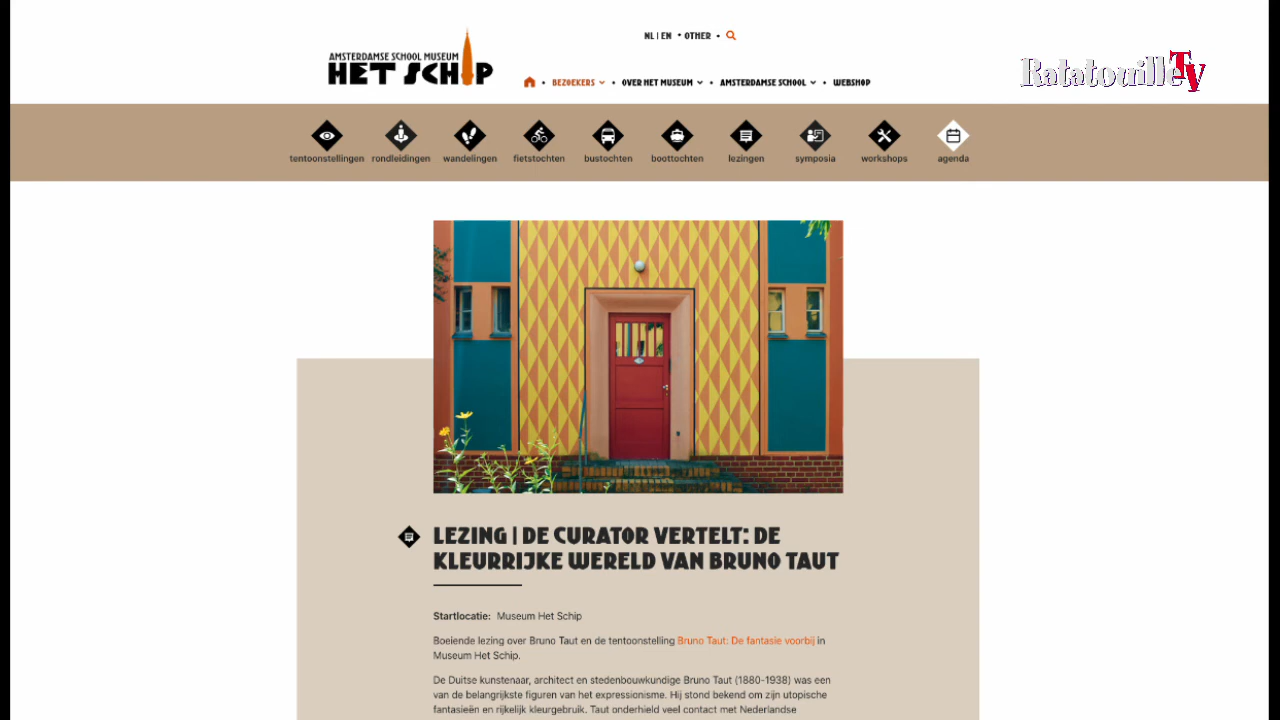 AMSTERDAMSE SCHOOL MUSEUM
HET SCHIP
NL | EN • OTHER •
• BEZOEKERS • OVER HET MUSEUM • AMSTERDAMSE SCHOOL • WEBSHOP
Ratatouille TV
tentoonstellingen rondleidingen wandelingen fietstochten bustochten boottochten lezingen symposia workshops agenda
LEZING | DE CURATOR VERTELT: DE
KLEURRIJKE WERELD VAN BRUNO TAUT
Startlocatie: Museum Het Schip
Boeiende lezing over Bruno Taut en de tentoonstelling Bruno Taut: De fantasie voorbij in
Museum Het Schip.
De Duitse kunstenaar, architect en stedenbouwkundige Bruno Taut (1880-1938) was een
van de belangrijkste figuren van het expressionisme. Hij stond bekend om zijn utopische
fantasieën en rijkelijk kleurgebruik. Taut onderhield veel contact met Nederlandse